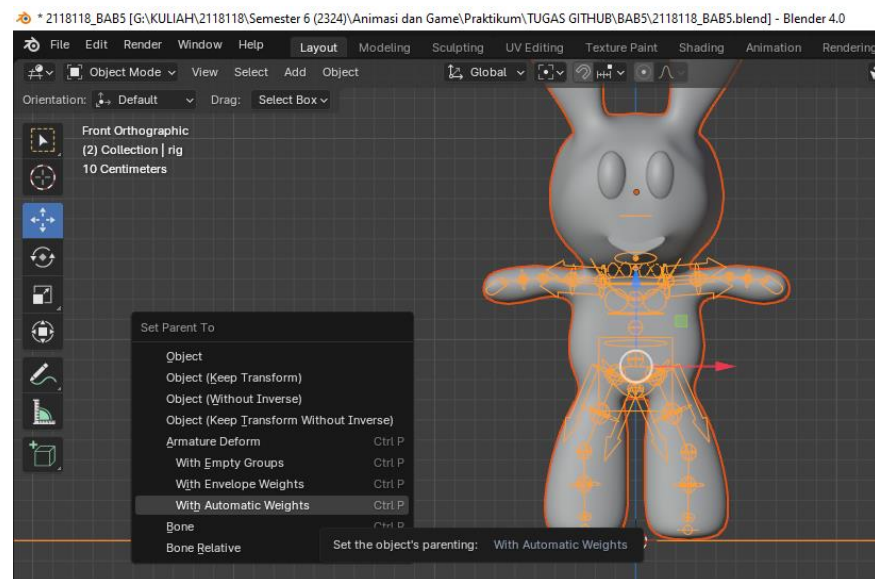 * 2118118_BAB5 [G:\KULIAH\2118118\Semester 6 (2324)\Animasi dan Game\Praktikum\TUGAS GITHUB\BAB5\2118118_BAB5.blend] - Blender 4.0
File Edit Render Window Help Layout Modeling Sculpting UV Editing Texture Paint Shading Animation Rendering
Object Mode View Select Add Object Global
Orientation: Default Drag: Select Box
Front Orthographic
(2) Collection | rig
10 Centimeters
Set Parent To
Object
Object (Keep Transform)
Object (Without Inverse)
Object (Keep Transform Without Inverse)
Armature Deform Ctrl P
With Empty Groups Ctrl P
With Envelope Weights Ctrl P
With Automatic Weights Ctrl P
Bone Ctrl P
Bone Relative
Set the object's parenting: With Automatic Weights